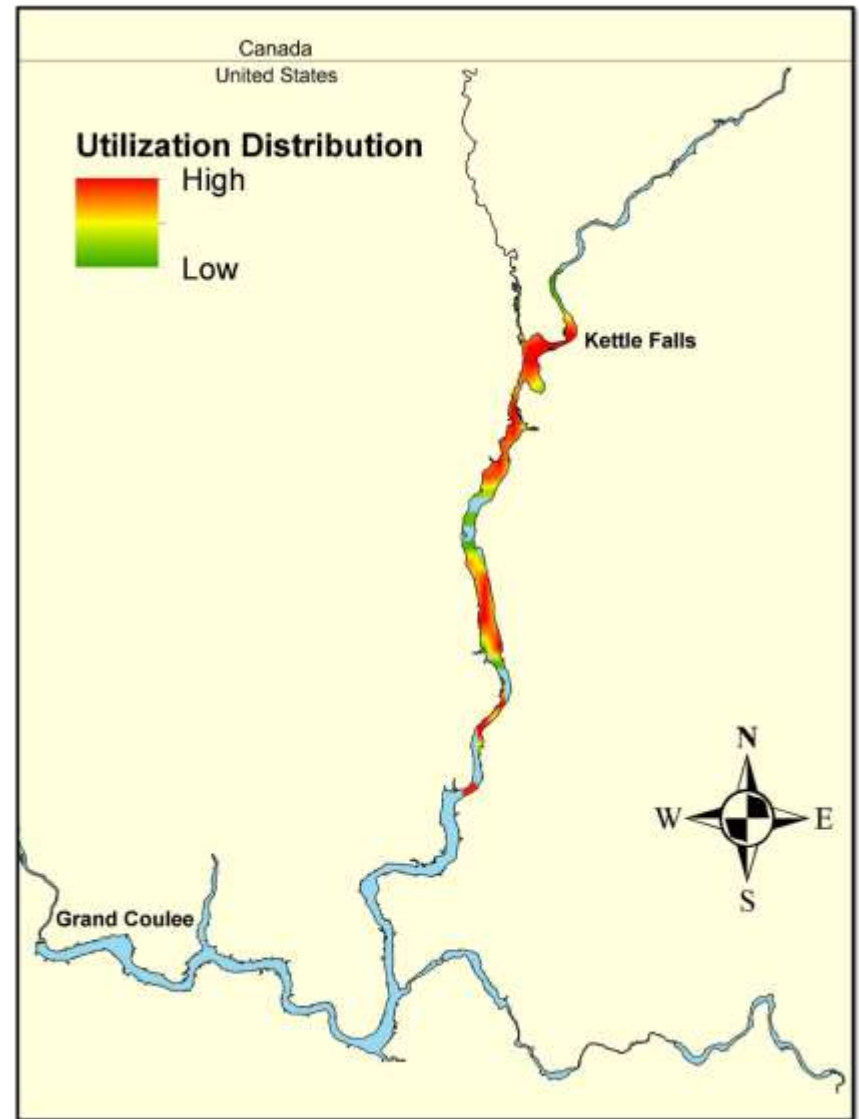 Canada
United States
Utilization Distribution
High
Low
Kettle Falls
N
W
E
S
Grand Coulee